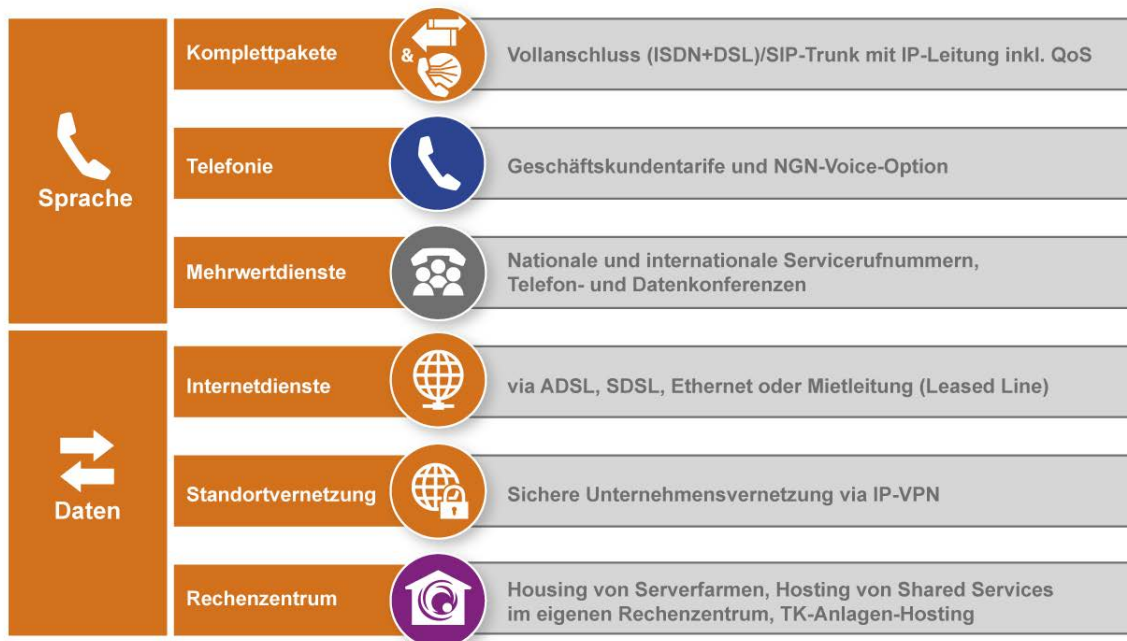 Sprache
Komplettpakete
&
Vollanschluss (ISDN+DSL)/SIP-Trunk mit IP-Leitung inkl. QoS
Telefonie
Geschäftskundentarife und NGN-Voice-Option
Mehrwertdienste
Nationale und internationale Servicerufnummern,
Telefon- und Datenkonferenzen
Daten
Internetdienste
via ADSL, SDSL, Ethernet oder Mietleitung (Leased Line)
Standortvernetzung
Sichere Unternehmensvernetzung via IP-VPN
Rechenzentrum
Housing von Serverfarmen, Hosting von Shared Services
im eigenen Rechenzentrum, TK-Anlagen-Hosting